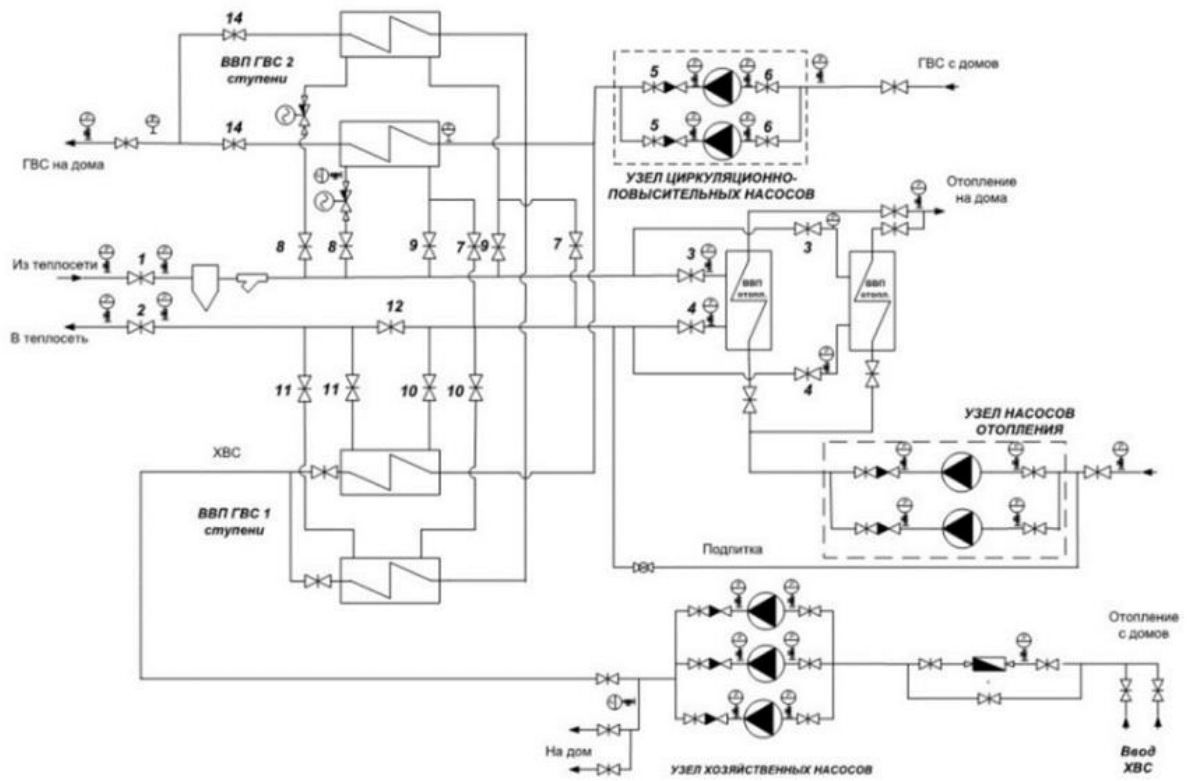 14
ВВП ГВС 2
ступени
14
ГВС на дома
5
6
5
6
ГВС с домов
УЗЕЛ ЦИРКУЛЯЦИОННО-
ПОВЫСИТЕЛЬНЫХ НАСОСОВ
Отопление
на дома
8
8
9
7
9
7
3
3
Из теплосети
1
ВВП
отопл.
ВВП
отопл.
2
12
4
В теплосеть
4
11
11
10
10
УЗЕЛ НАСОСОВ
ОТОПЛЕНИЯ
ХВС
ВВП ГВС 1
ступени
Подпитка
Отопление
с домов
На дом
Ввод
ХВС
УЗЕЛ ХОЗЯЙСТВЕННЫХ НАСОСОВ